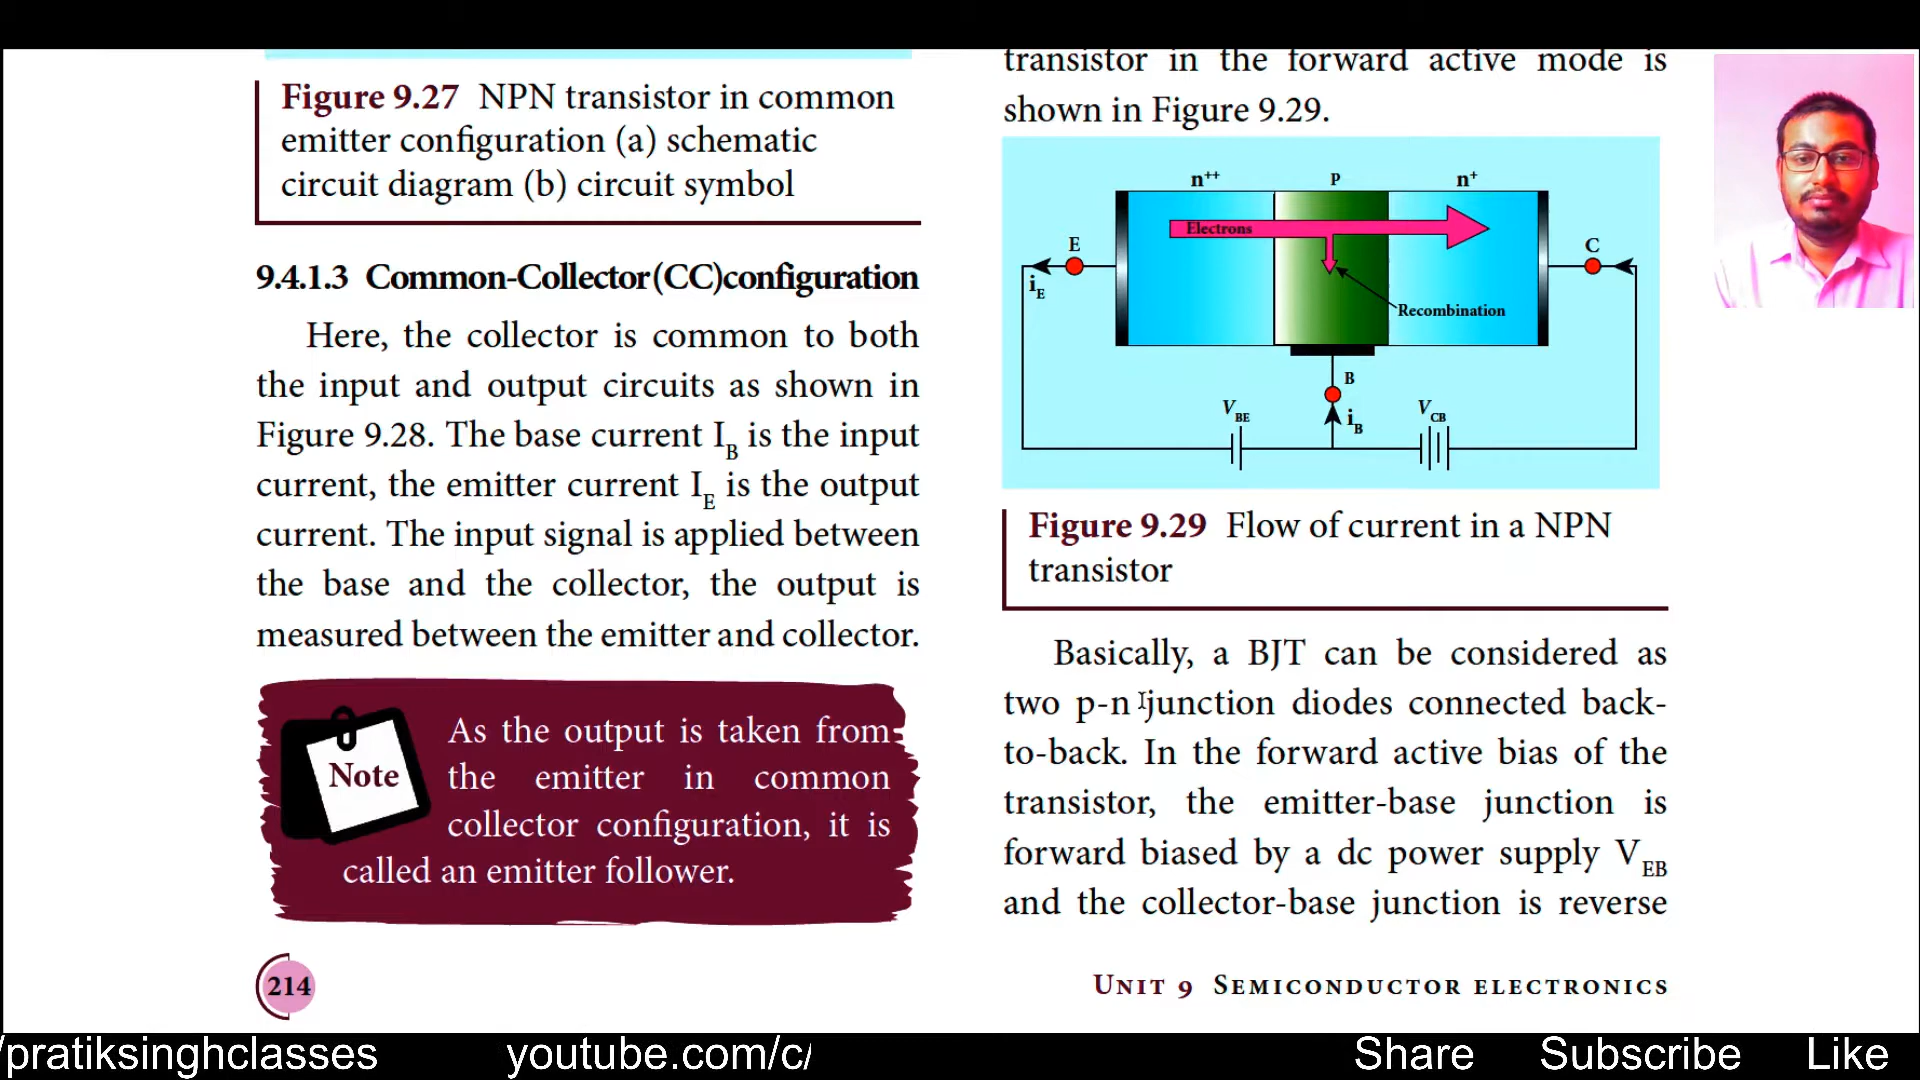 Figure 9.27 NPN transistor in common
emitter configuration (a) schematic
circuit diagram (b) circuit symbol
9.4.1.3 Common-Collector(CC)configuration
Here, the collector is common to both
the input and output circuits as shown in
Figure 9.28. The base current I_B is the input
current, the emitter current I_E is the output
current. The input signal is applied between
the base and the collector, the output is
measured between the emitter and collector.
Note
As the output is taken from
the emitter in common
collector configuration, it is
called an emitter follower.
214
transistor in the forward active mode is
shown in Figure 9.29.
n++ P n+
Electrons
E
C
i_E
Recombination
B
V_BE
V_CB
i_B
Figure 9.29 Flow of current in a NPN
transistor
Basically, a BJT can be considered as
two p-n junction diodes connected back-
to-back. In the forward active bias of the
transistor, the emitter-base junction is
forward biased by a dc power supply V_EB
and the collector-base junction is reverse
UNIT 9 SEMICONDUCTOR ELECTRONICS
/pratiksinghclasses youtube.com/c/ Share Subscribe Like